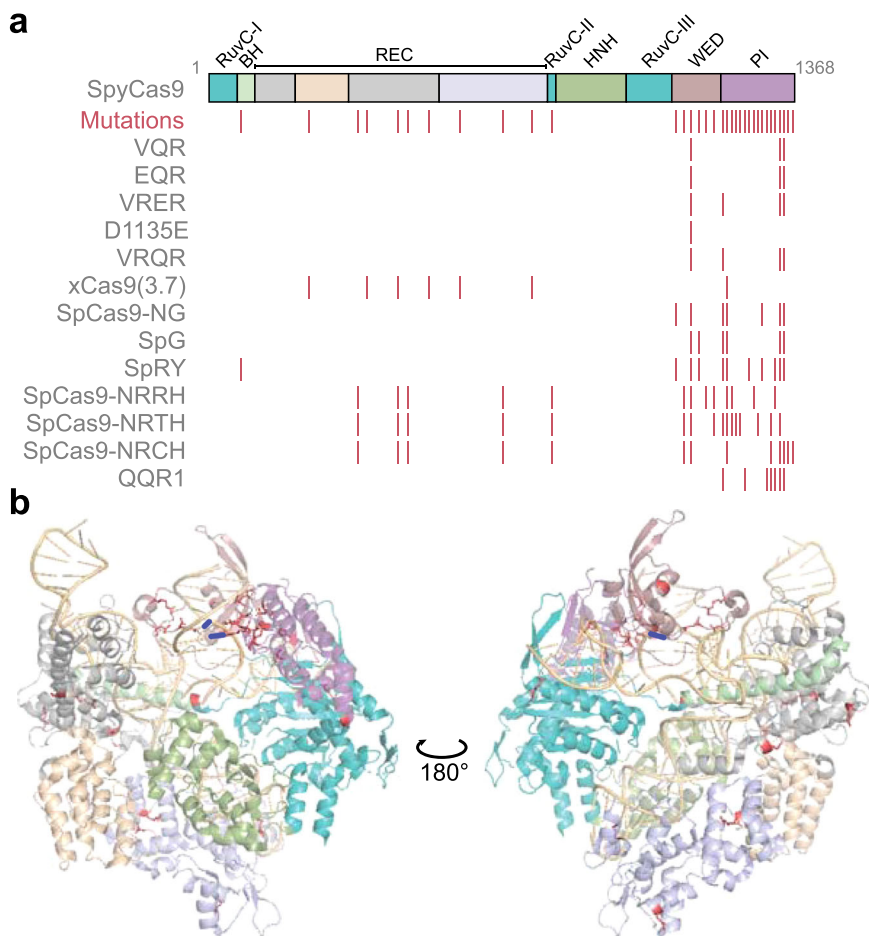 a
RuvC-I
BH
REC
RuvC-II
HNH
RuvC-III
WED
PI
1
1368
SpyCas9
Mutations
VQR
EQR
VRER
D1135E
VRQR
xCas9(3.7)
SpCas9-NG
SpG
SpRY
SpCas9-NRRH
SpCas9-NRTH
SpCas9-NRCH
QQR1
b
180°